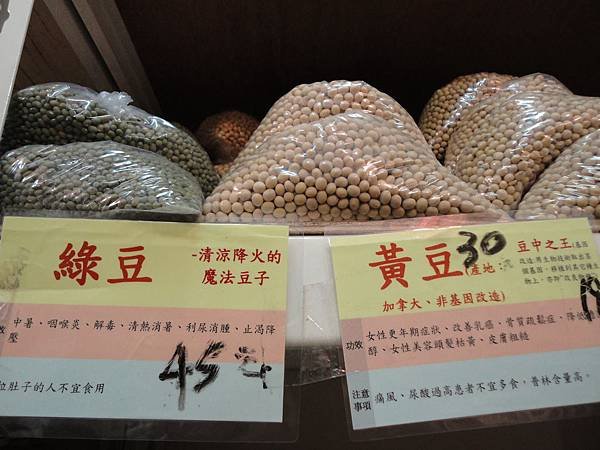 綠豆
-清涼降火的
魔法豆子
中暑、咽喉炎、解毒、清熱消暑、利尿消腫、止渴降
壓
45
肚子的人不宜食用
黃豆(產地:
30
加拿大、非基因改造)
豆中之王(基因
功效
女性更年期症狀、改善乳癌、骨質疏鬆症、降低
醇、女性美容頭髮枯黃、皮膚粗糙
注意
事項
痛風、尿酸過高患者不宜多食，普林含量高。